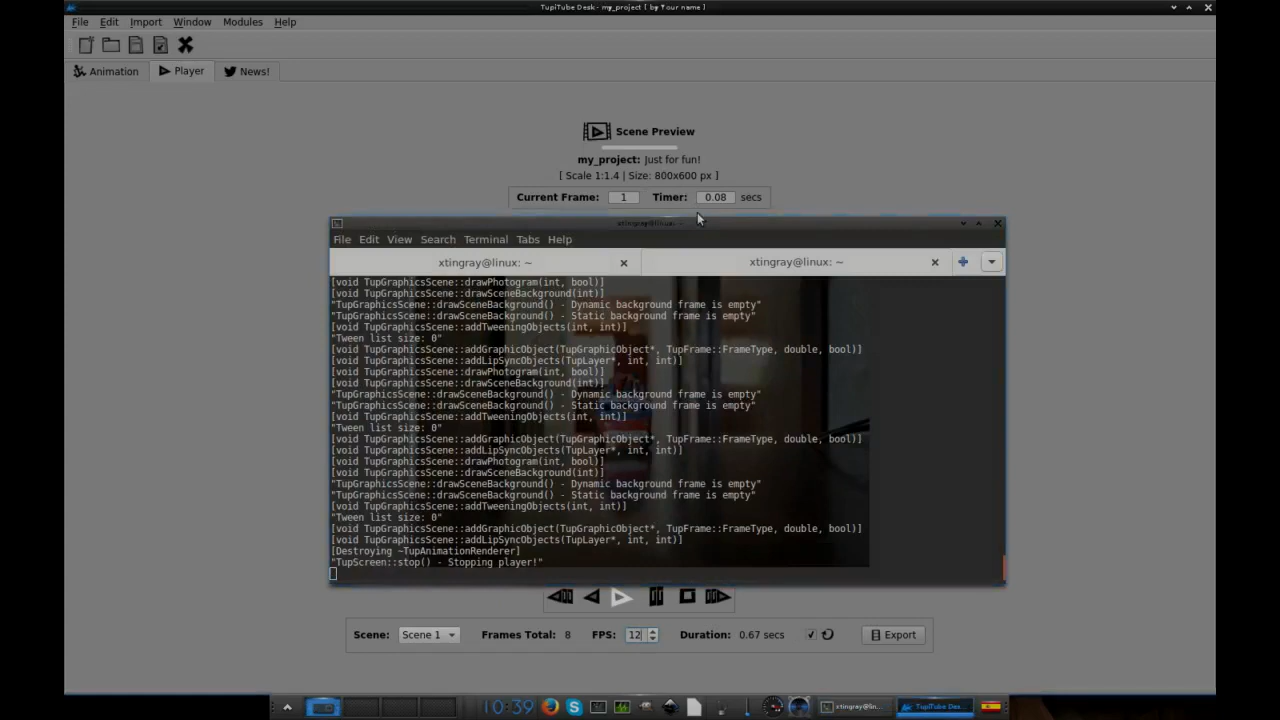 TupiTube Desk - my_project [ by Your name ]
File Edit Import Window Modules Help
Animation Player News!
Scene Preview
my_project: Just for fun!
[ Scale 1:1.4 | Size: 800x600 px ]
Current Frame: 1 Timer: 0.08 secs
xtingray@linux: ~
File Edit View Search Terminal Tabs Help
xtingray@linux: ~ xtingray@linux: ~
[void TupGraphicsScene::drawPhotogram(int, bool)]
[void TupGraphicsScene::drawSceneBackground(int)]
"TupGraphicsScene::drawSceneBackground() - Dynamic background frame is empty"
"TupGraphicsScene::drawSceneBackground() - Static background frame is empty"
[void TupGraphicsScene::addTweeningObjects(int, int)]
"Tween list size: 0"
[void TupGraphicsScene::addGraphicObject(TupGraphicObject*, TupFrame::FrameType, double, bool)]
[void TupGraphicsScene::addLipSyncObjects(TupLayer*, int, int)]
[void TupGraphicsScene::drawPhotogram(int, bool)]
[void TupGraphicsScene::drawSceneBackground(int)]
"TupGraphicsScene::drawSceneBackground() - Dynamic background frame is empty"
"TupGraphicsScene::drawSceneBackground() - Static background frame is empty"
[void TupGraphicsScene::addTweeningObjects(int, int)]
"Tween list size: 0"
[void TupGraphicsScene::addGraphicObject(TupGraphicObject*, TupFrame::FrameType, double, bool)]
[void TupGraphicsScene::addLipSyncObjects(TupLayer*, int, int)]
[void TupGraphicsScene::drawPhotogram(int, bool)]
[void TupGraphicsScene::drawSceneBackground(int)]
"TupGraphicsScene::drawSceneBackground() - Dynamic background frame is empty"
"TupGraphicsScene::drawSceneBackground() - Static background frame is empty"
[void TupGraphicsScene::addTweeningObjects(int, int)]
"Tween list size: 0"
[void TupGraphicsScene::addGraphicObject(TupGraphicObject*, TupFrame::FrameType, double, bool)]
[void TupGraphicsScene::addLipSyncObjects(TupLayer*, int, int)]
[Destroying ~TupAnimationRenderer]
"TupScreen::stop() - Stopping player!"
Scene: Scene 1 Frames Total: 8 FPS: 12 Duration: 0.67 secs Export
10:39 xtingray@lin... TupiTube Des...